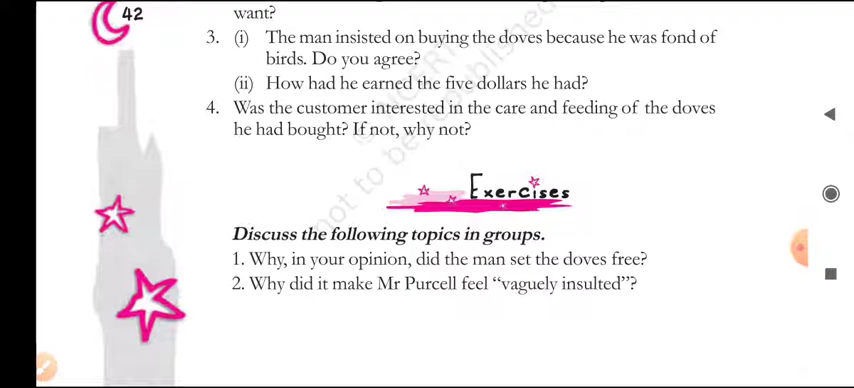 42
want?
3. (i) The man insisted on buying the doves because he was fond of
birds. Do you agree?
(ii) How had he earned the five dollars he had?
4. Was the customer interested in the care and feeding of the doves
he had bought? If not, why not?
Exercises
Discuss the following topics in groups.
1. Why, in your opinion, did the man set the doves free?
2. Why did it make Mr Purcell feel “vaguely insulted”?
not to be republished